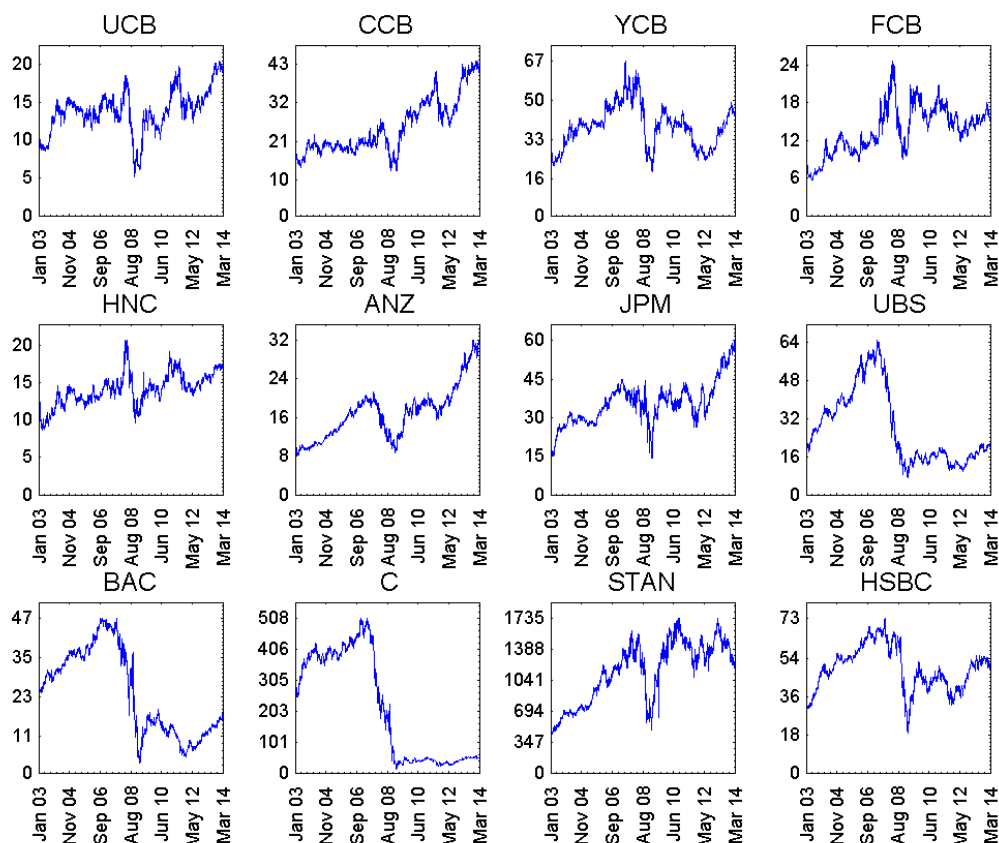 UCB
20
15
10
5
0
Jan 03
Nov 04
Sep 06
Aug 08
Jun 10
May 12
Mar 14
CCB
43
32
21
10
0
Jan 03
Nov 04
Sep 06
Aug 08
Jun 10
May 12
Mar 14
YCB
67
50
33
16
0
Jan 03
Nov 04
Sep 06
Aug 08
Jun 10
May 12
Mar 14
FCB
24
18
12
6
0
Jan 03
Nov 04
Sep 06
Aug 08
Jun 10
May 12
Mar 14
HNC
20
15
10
5
0
Jan 03
Nov 04
Sep 06
Aug 08
Jun 10
May 12
Mar 14
ANZ
32
24
16
8
0
Jan 03
Nov 04
Sep 06
Aug 08
Jun 10
May 12
Mar 14
JPM
60
45
30
15
0
Jan 03
Nov 04
Sep 06
Aug 08
Jun 10
May 12
Mar 14
UBS
64
48
32
16
0
Jan 03
Nov 04
Sep 06
Aug 08
Jun 10
May 12
Mar 14
BAC
47
35
23
11
0
Jan 03
Nov 04
Sep 06
Aug 08
Jun 10
May 12
Mar 14
C
508
406
305
203
101
0
Jan 03
Nov 04
Sep 06
Aug 08
Jun 10
May 12
Mar 14
STAN
1735
1388
1041
694
347
0
Jan 03
Nov 04
Sep 06
Aug 08
Jun 10
May 12
Mar 14
HSBC
73
54
36
18
0
Jan 03
Nov 04
Sep 06
Aug 08
Jun 10
May 12
Mar 14